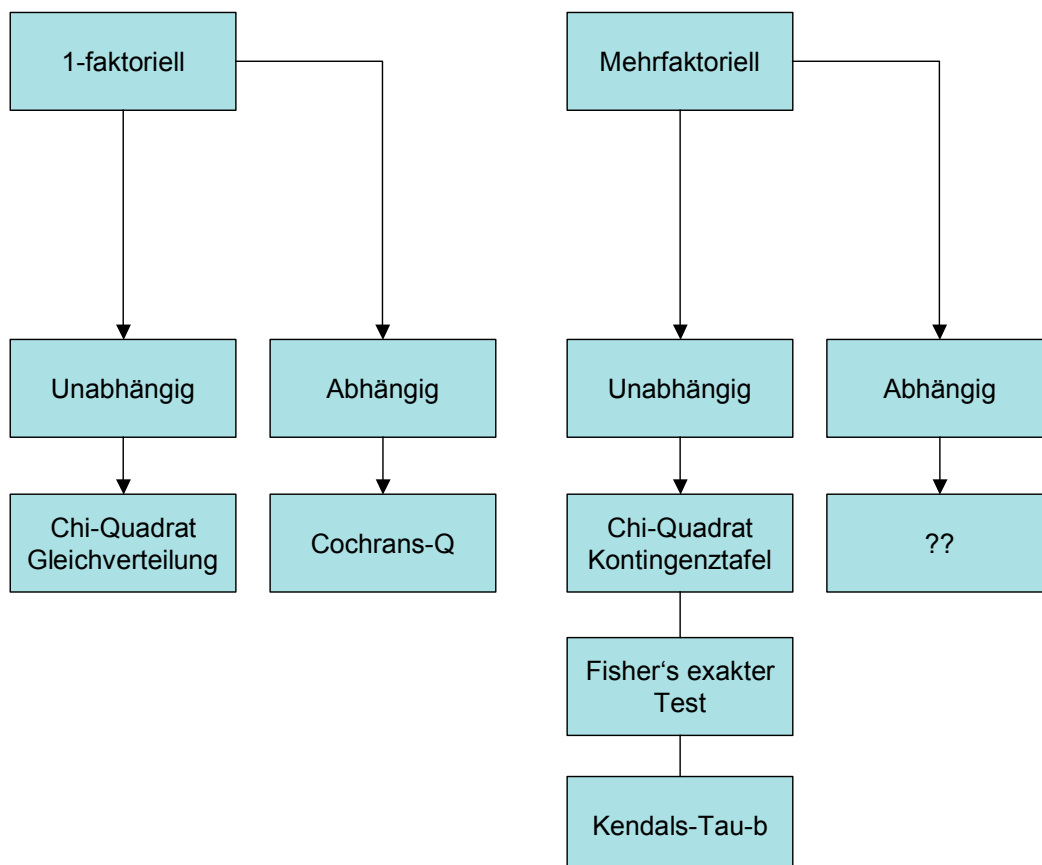 1-faktoriell
Mehrfaktoriell
Unabhängig
Abhängig
Unabhängig
Abhängig
Chi-Quadrat
Gleichverteilung
Cochrans-Q
Chi-Quadrat
Kontingenztafel
??
Fisher‘s exakter
Test
Kendals-Tau-b